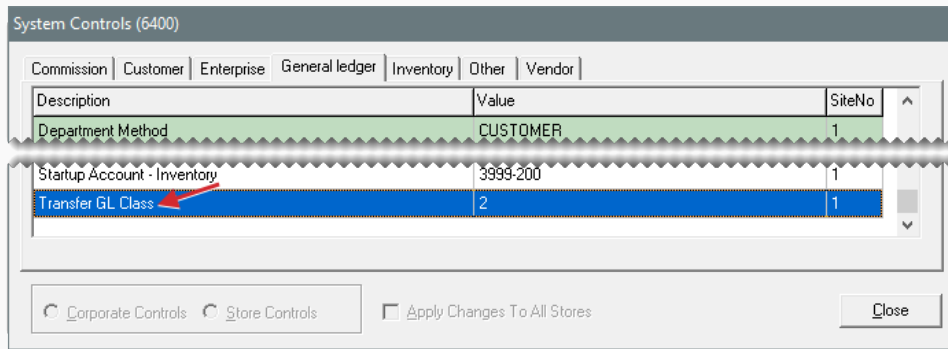 System Controls (6400)
Commission Customer Enterprise General ledger Inventory Other Vendor
Description Value SiteNo
Department Method CUSTOMER 1
Startup Account - Inventory 3999-200 1
Transfer GL Class 2 1
Corporate Controls Store Controls Apply Changes To All Stores Close